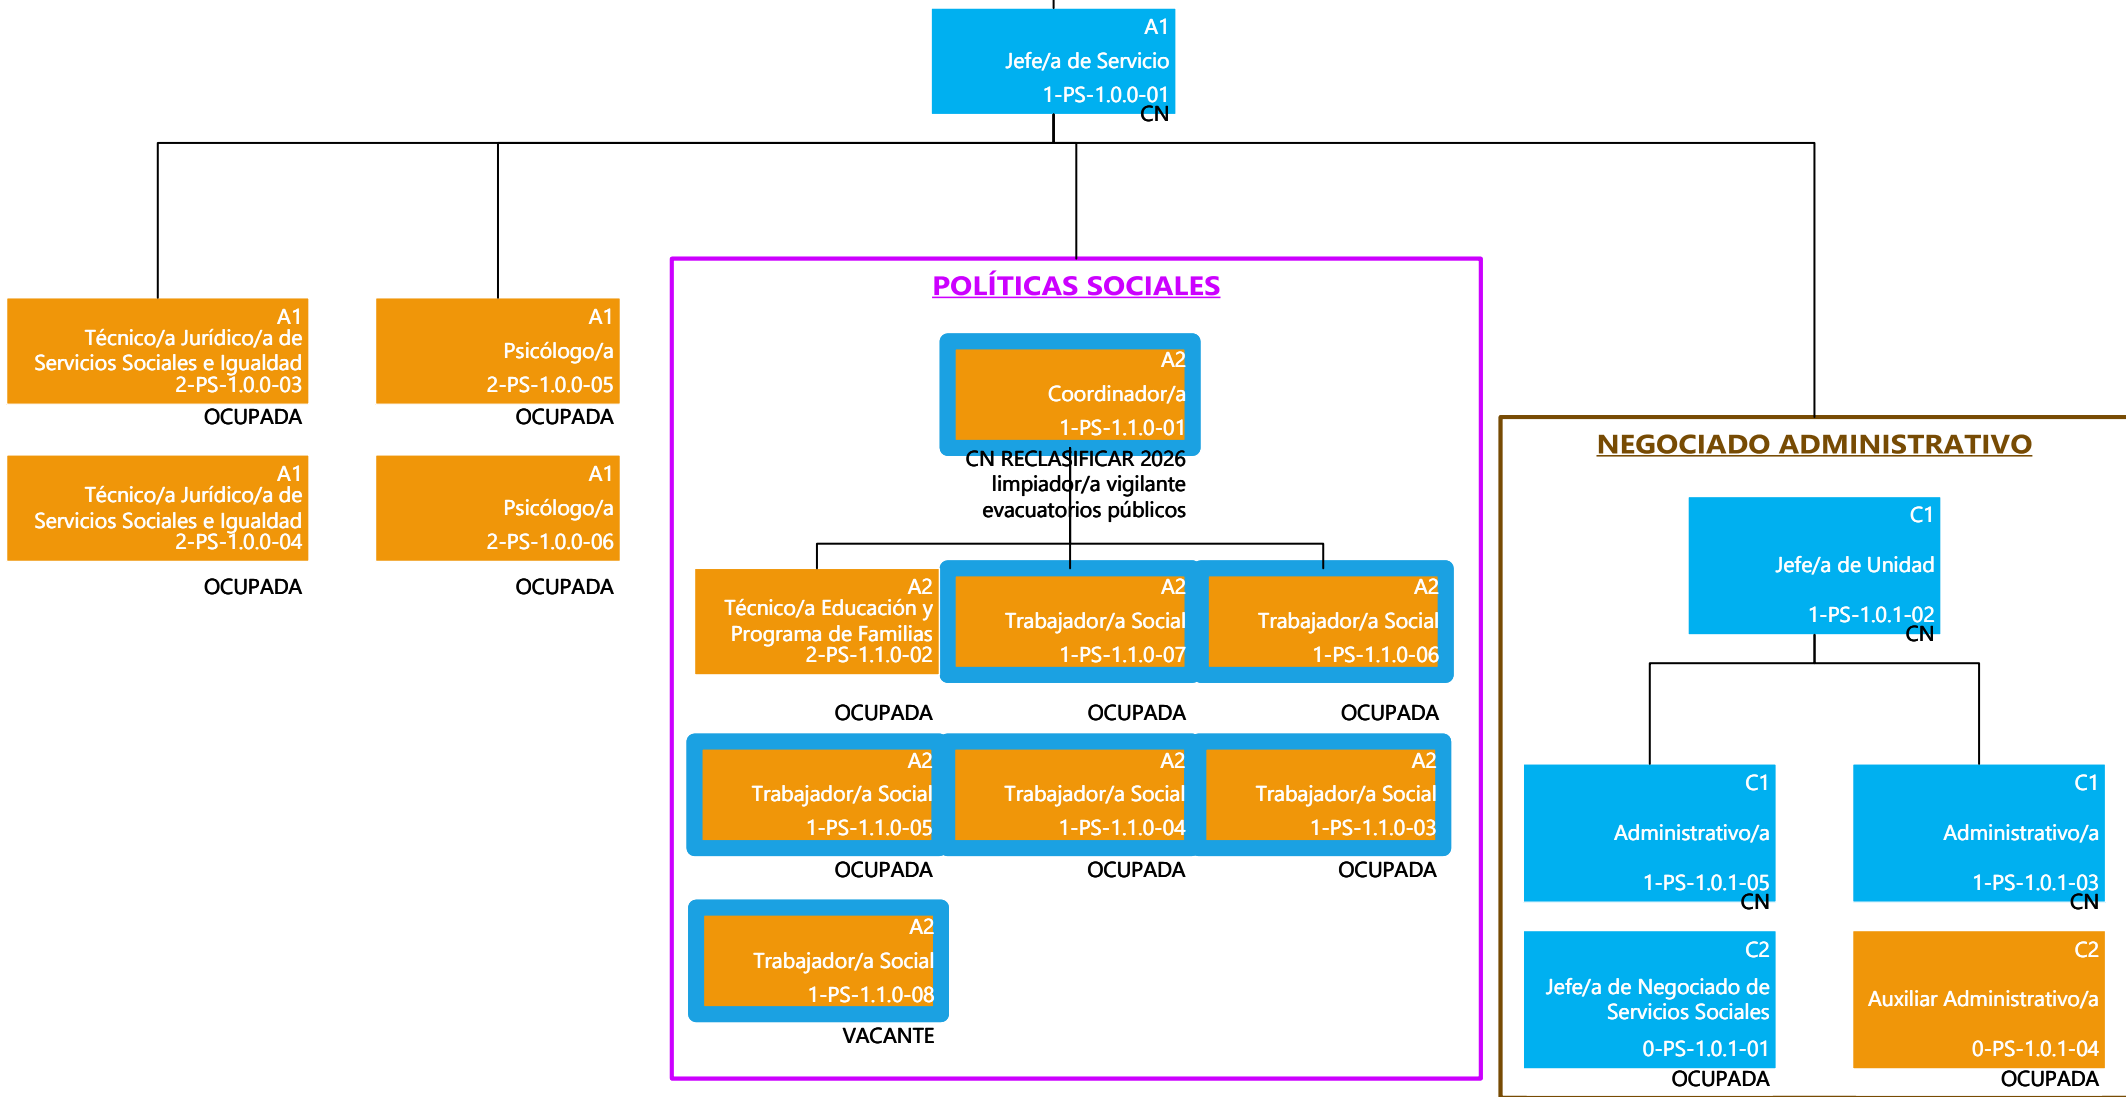 A1
Jefe/a de Servicio
1-PS-1.0.0-01
CN
A1
Técnico/a Jurídico/a de
Servicios Sociales e Igualdad
2-PS-1.0.0-03
OCUPADA
A1
Psicólogo/a
2-PS-1.0.0-05
OCUPADA
A1
Técnico/a Jurídico/a de
Servicios Sociales e Igualdad
2-PS-1.0.0-04
OCUPADA
A1
Psicólogo/a
2-PS-1.0.0-06
OCUPADA
POLÍTICAS SOCIALES
A2
Coordinador/a
1-PS-1.1.0-01
CN RECLASIFICAR 2026
limpiador/a vigilante
evacuatorios públicos
A2
Técnico/a Educación y
Programa de Familias
2-PS-1.1.0-02
OCUPADA
A2
Trabajador/a Social
1-PS-1.1.0-07
OCUPADA
A2
Trabajador/a Social
1-PS-1.1.0-06
OCUPADA
A2
Trabajador/a Social
1-PS-1.1.0-05
OCUPADA
A2
Trabajador/a Social
1-PS-1.1.0-04
OCUPADA
A2
Trabajador/a Social
1-PS-1.1.0-03
OCUPADA
A2
Trabajador/a Social
1-PS-1.1.0-08
VACANTE
NEGOCIADO ADMINISTRATIVO
C1
Jefe/a de Unidad
1-PS-1.0.1-02
CN
C1
Administrativo/a
1-PS-1.0.1-05
CN
C1
Administrativo/a
1-PS-1.0.1-03
CN
C2
Jefe/a de Negociado de
Servicios Sociales
0-PS-1.0.1-01
OCUPADA
C2
Auxiliar Administrativo/a
0-PS-1.0.1-04
OCUPADA